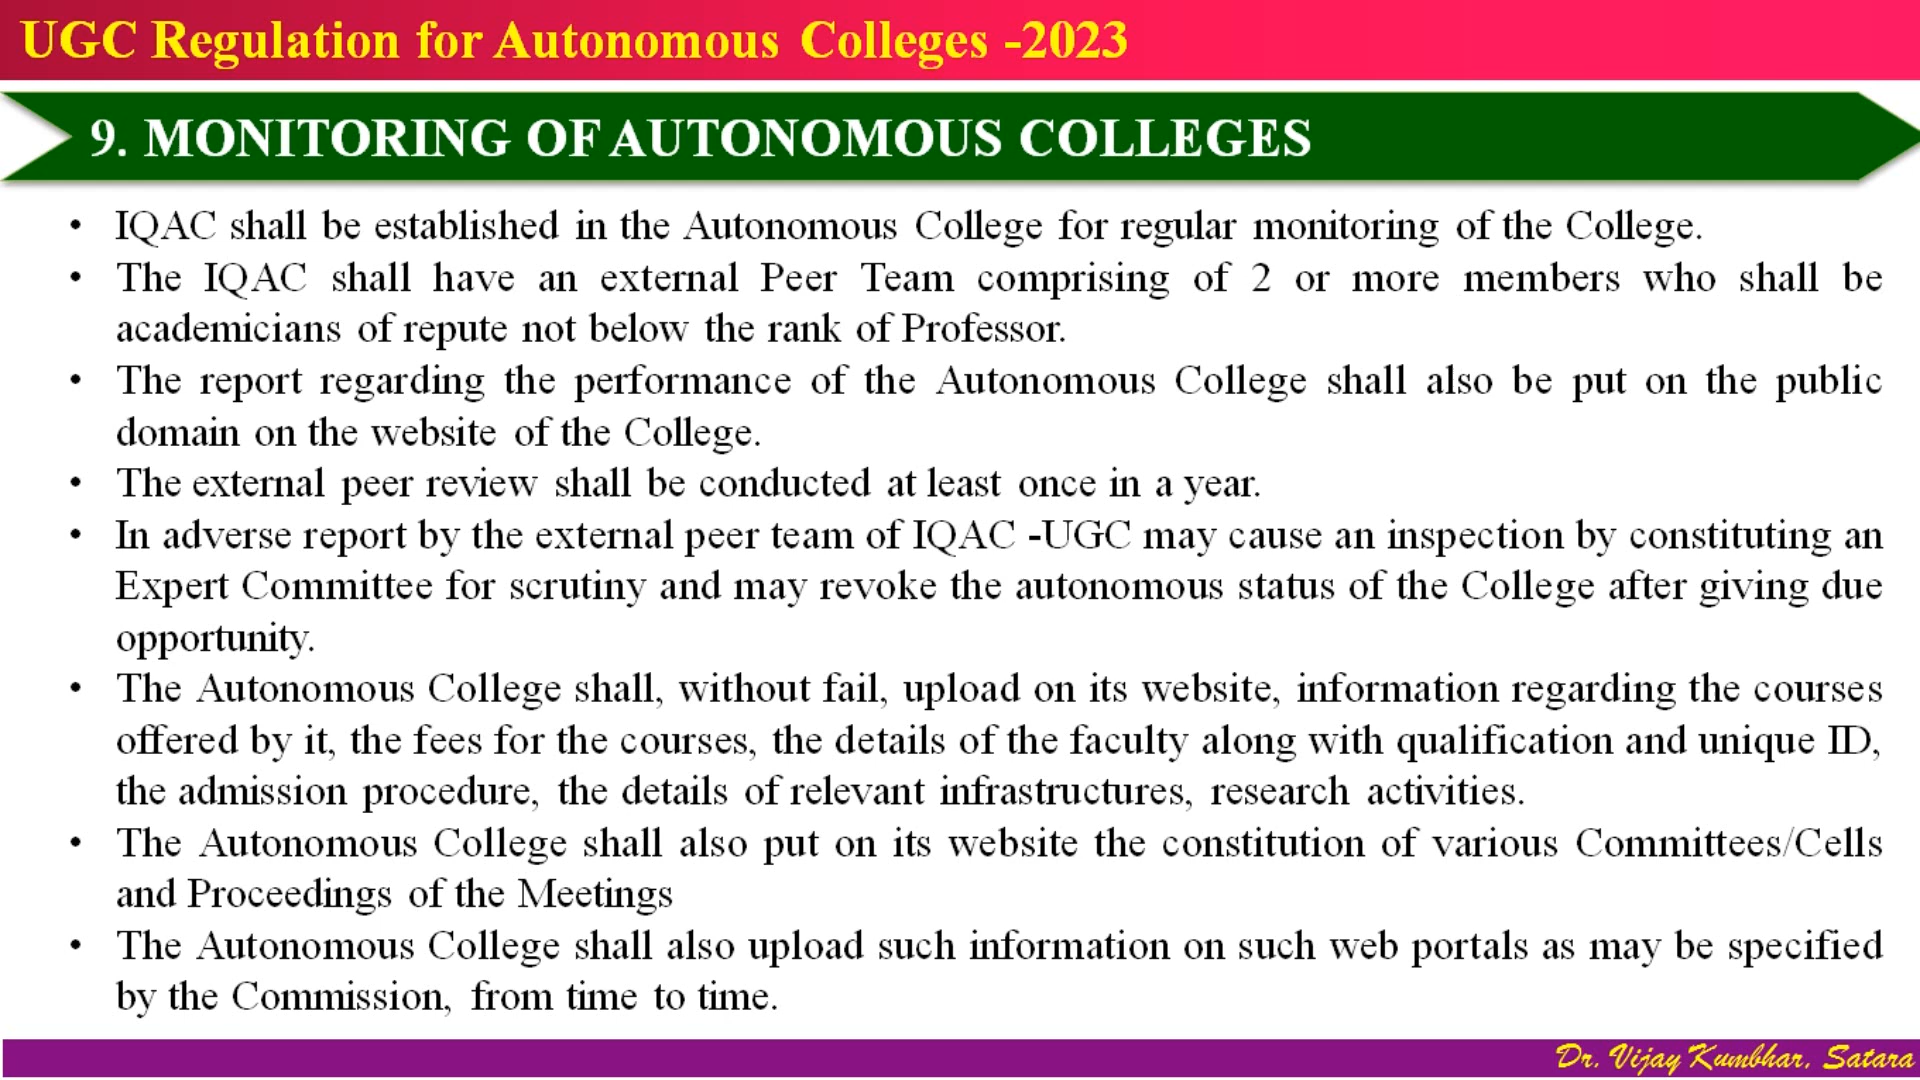 UGC Regulation for Autonomous Colleges -2023
9. MONITORING OF AUTONOMOUS COLLEGES
• IQAC shall be established in the Autonomous College for regular monitoring of the College.
• The IQAC shall have an external Peer Team comprising of 2 or more members who shall be
academicians of repute not below the rank of Professor.
• The report regarding the performance of the Autonomous College shall also be put on the public
domain on the website of the College.
• The external peer review shall be conducted at least once in a year.
• In adverse report by the external peer team of IQAC -UGC may cause an inspection by constituting an
Expert Committee for scrutiny and may revoke the autonomous status of the College after giving due
opportunity.
• The Autonomous College shall, without fail, upload on its website, information regarding the courses
offered by it, the fees for the courses, the details of the faculty along with qualification and unique ID,
the admission procedure, the details of relevant infrastructures, research activities.
• The Autonomous College shall also put on its website the constitution of various Committees/Cells
and Proceedings of the Meetings
• The Autonomous College shall also upload such information on such web portals as may be specified
by the Commission, from time to time.
Dr. Vijay Kumbhar, Satara